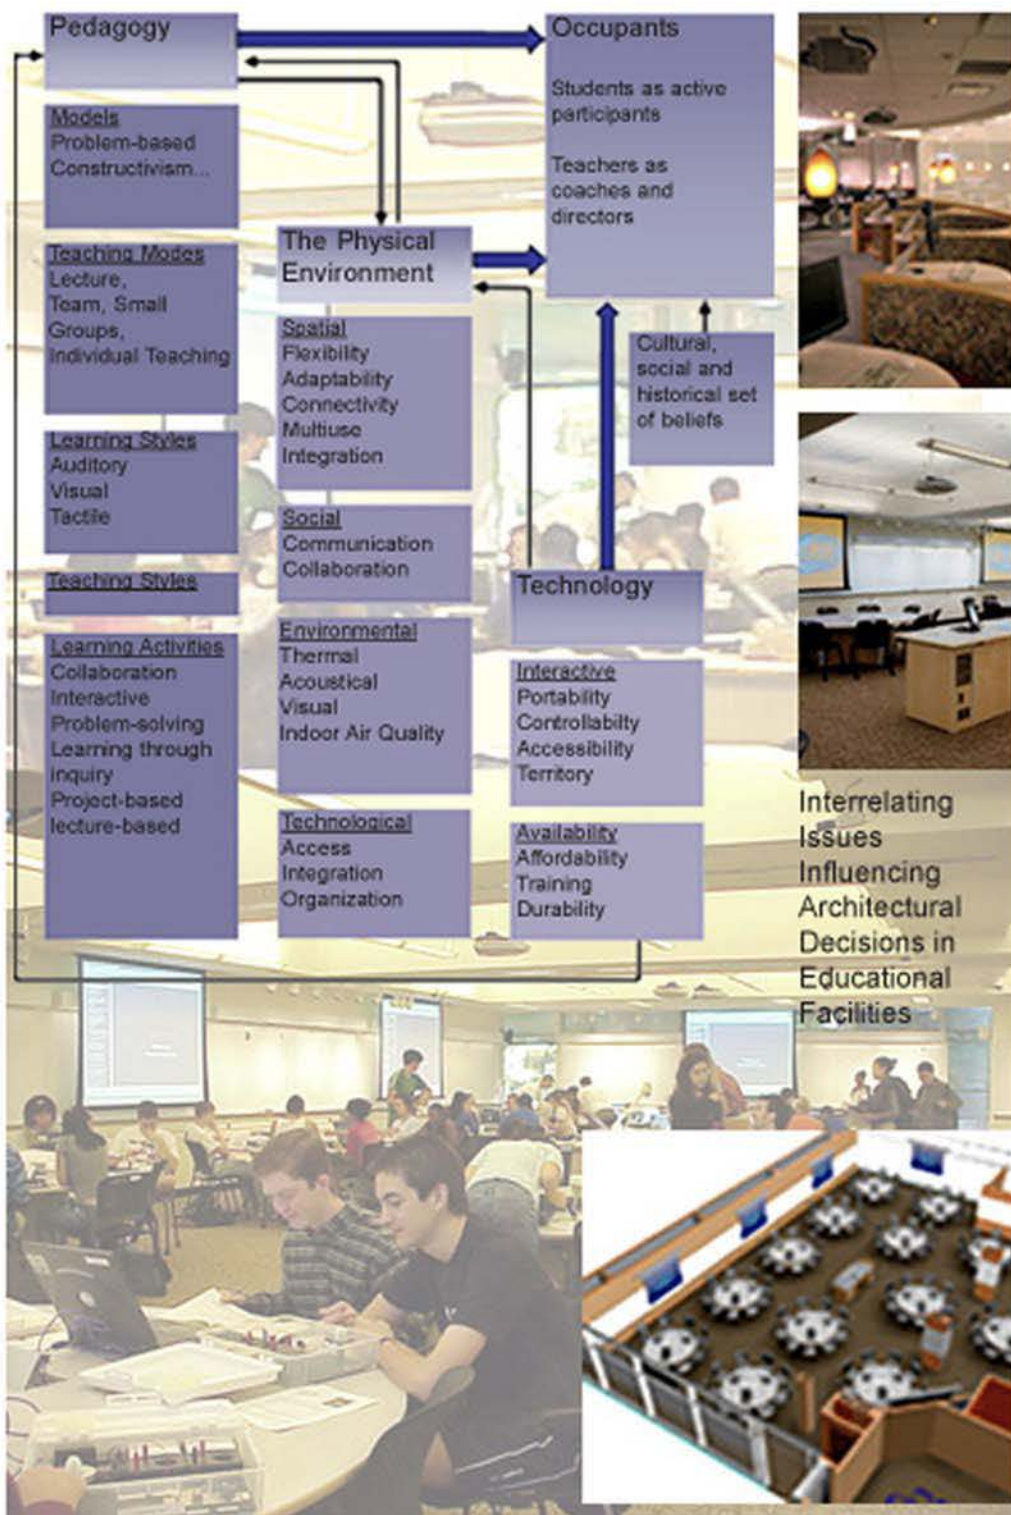 Pedagogy
Models
Problem-based
Constructivism...
Teaching Modes
Lecture,
Team, Small
Groups,
Individual Teaching
Learning Styles
Auditory
Visual
Tactile
Teaching Styles
Learning Activities
Collaboration
Interactive
Problem-solving
Learning through
inquiry
Project-based
lecture-based
The Physical
Environment
Spatial
Flexibility
Adaptability
Connectivity
Multiuse
Integration
Social
Communication
Collaboration
Environmental
Thermal
Acoustical
Visual
Indoor Air Quality
Technological
Access
Integration
Organization
Occupants
Students as active
participants
Teachers as
coaches and
directors
Cultural,
social and
historical set
of beliefs
Technology
Interactive
Portability
Controllabilty
Accessibility
Territory
Availability
Affordability
Training
Durability
Interrelating
Issues
Influencing
Architectural
Decisions in
Educational
Facilities